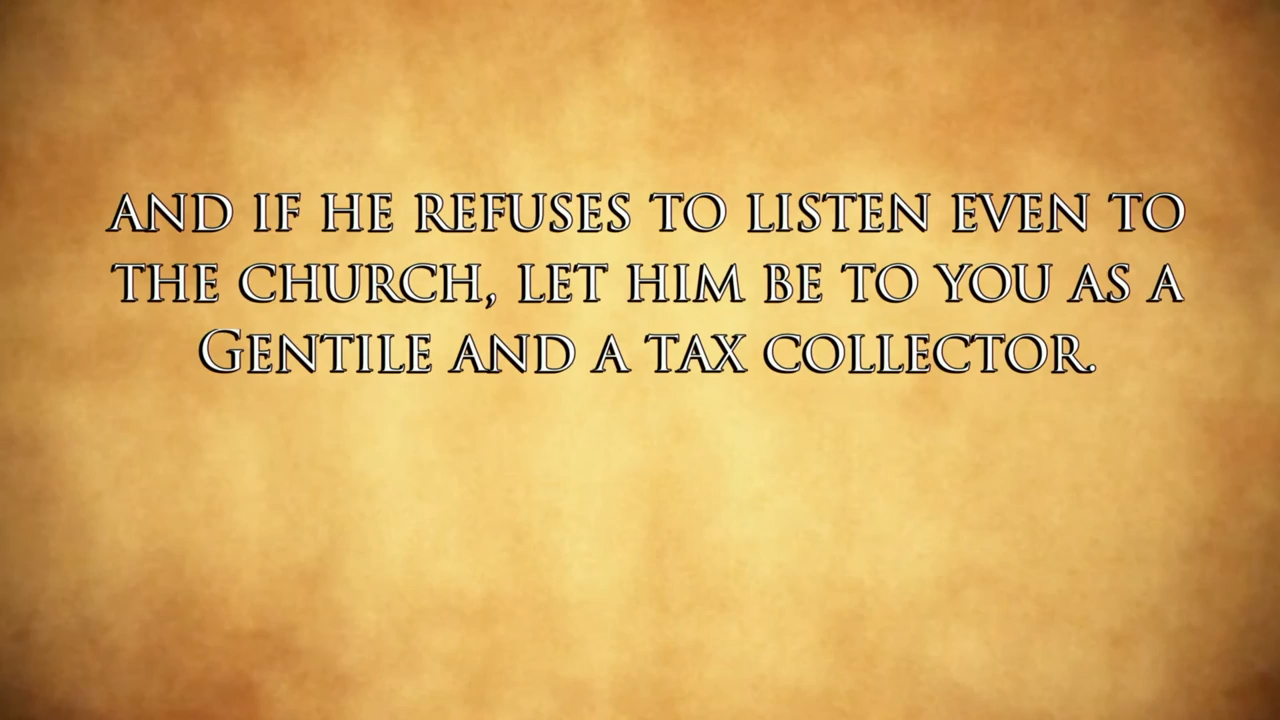 AND IF HE REFUSES TO LISTEN EVEN TO
THE CHURCH, LET HIM BE TO YOU AS A
GENTILE AND A TAX COLLECTOR.